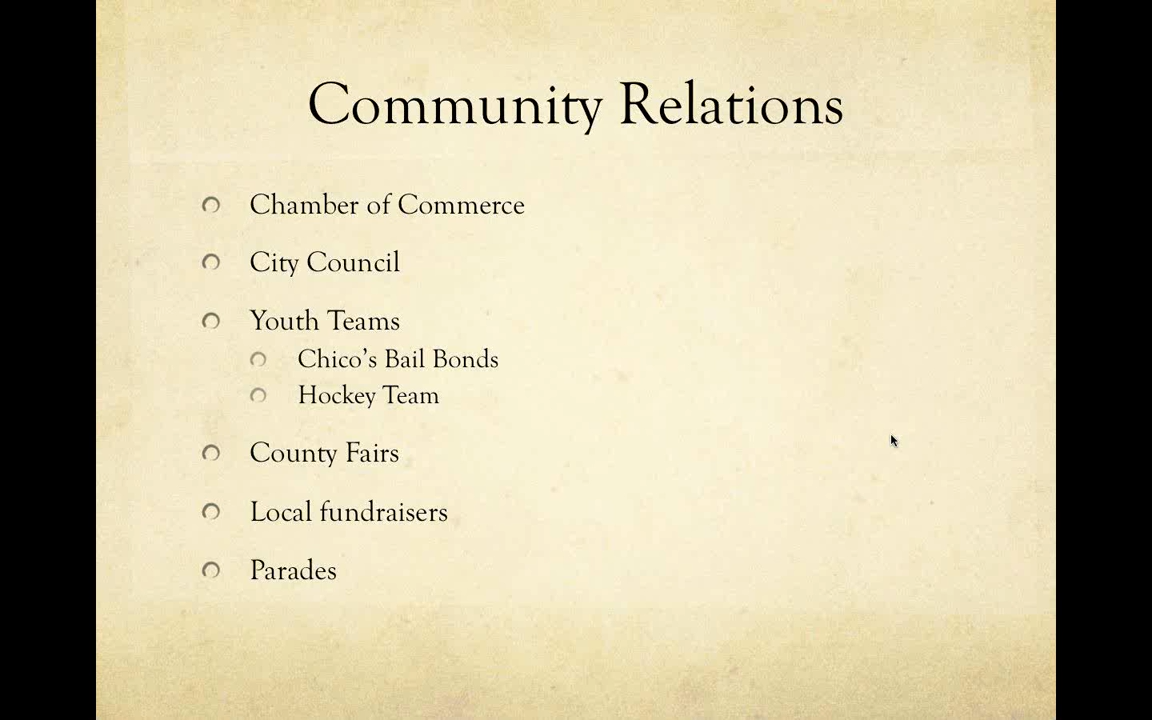 Community Relations
Chamber of Commerce
City Council
Youth Teams
Chico’s Bail Bonds
Hockey Team
County Fairs
Local fundraisers
Parades